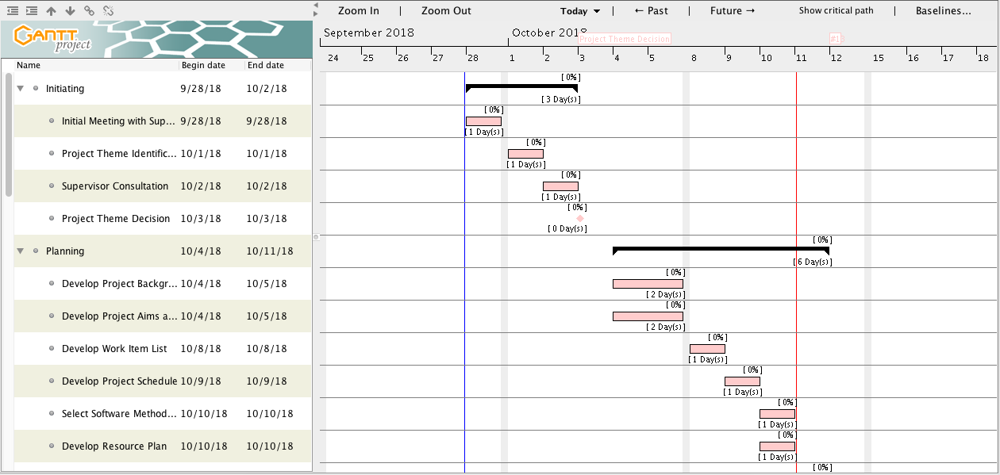 Zoom In | Zoom Out Today | ← Past | Future → Show critical path | Baselines...
GANTT project
September 2018 October 2018
Project Theme Decision
24 25 26 27 28 1 2 3 4 5 8 9 10 11 12 15 16 17 18
Name Begin date End date
[ 0% ]
Initiating 9/28/18 10/2/18
[ 3 Day(s) ]
[ 0% ]
Initial Meeting with Sup... 9/28/18 9/28/18
[ 1 Day(s) ]
[ 0% ]
Project Theme Identific... 10/1/18 10/1/18
[ 1 Day(s) ]
[ 0% ]
Supervisor Consultation 10/2/18 10/2/18
[ 1 Day(s) ]
[ 0% ]
Project Theme Decision 10/3/18 10/3/18
[ 0 Day(s) ]
[ 0% ]
Planning 10/4/18 10/11/18
[ 6 Day(s) ]
[ 0% ]
Develop Project Backgr... 10/4/18 10/5/18
[ 2 Day(s) ]
[ 0% ]
Develop Project Aims a... 10/4/18 10/5/18
[ 2 Day(s) ]
[ 0% ]
Develop Work Item List 10/8/18 10/8/18
[ 1 Day(s) ]
[ 0% ]
Develop Project Schedule 10/9/18 10/9/18
[ 1 Day(s) ]
[ 0% ]
Select Software Method... 10/10/18 10/10/18
[ 1 Day(s) ]
[ 0% ]
Develop Resource Plan 10/10/18 10/10/18
[ 1 Day(s) ]
[ 0% ]